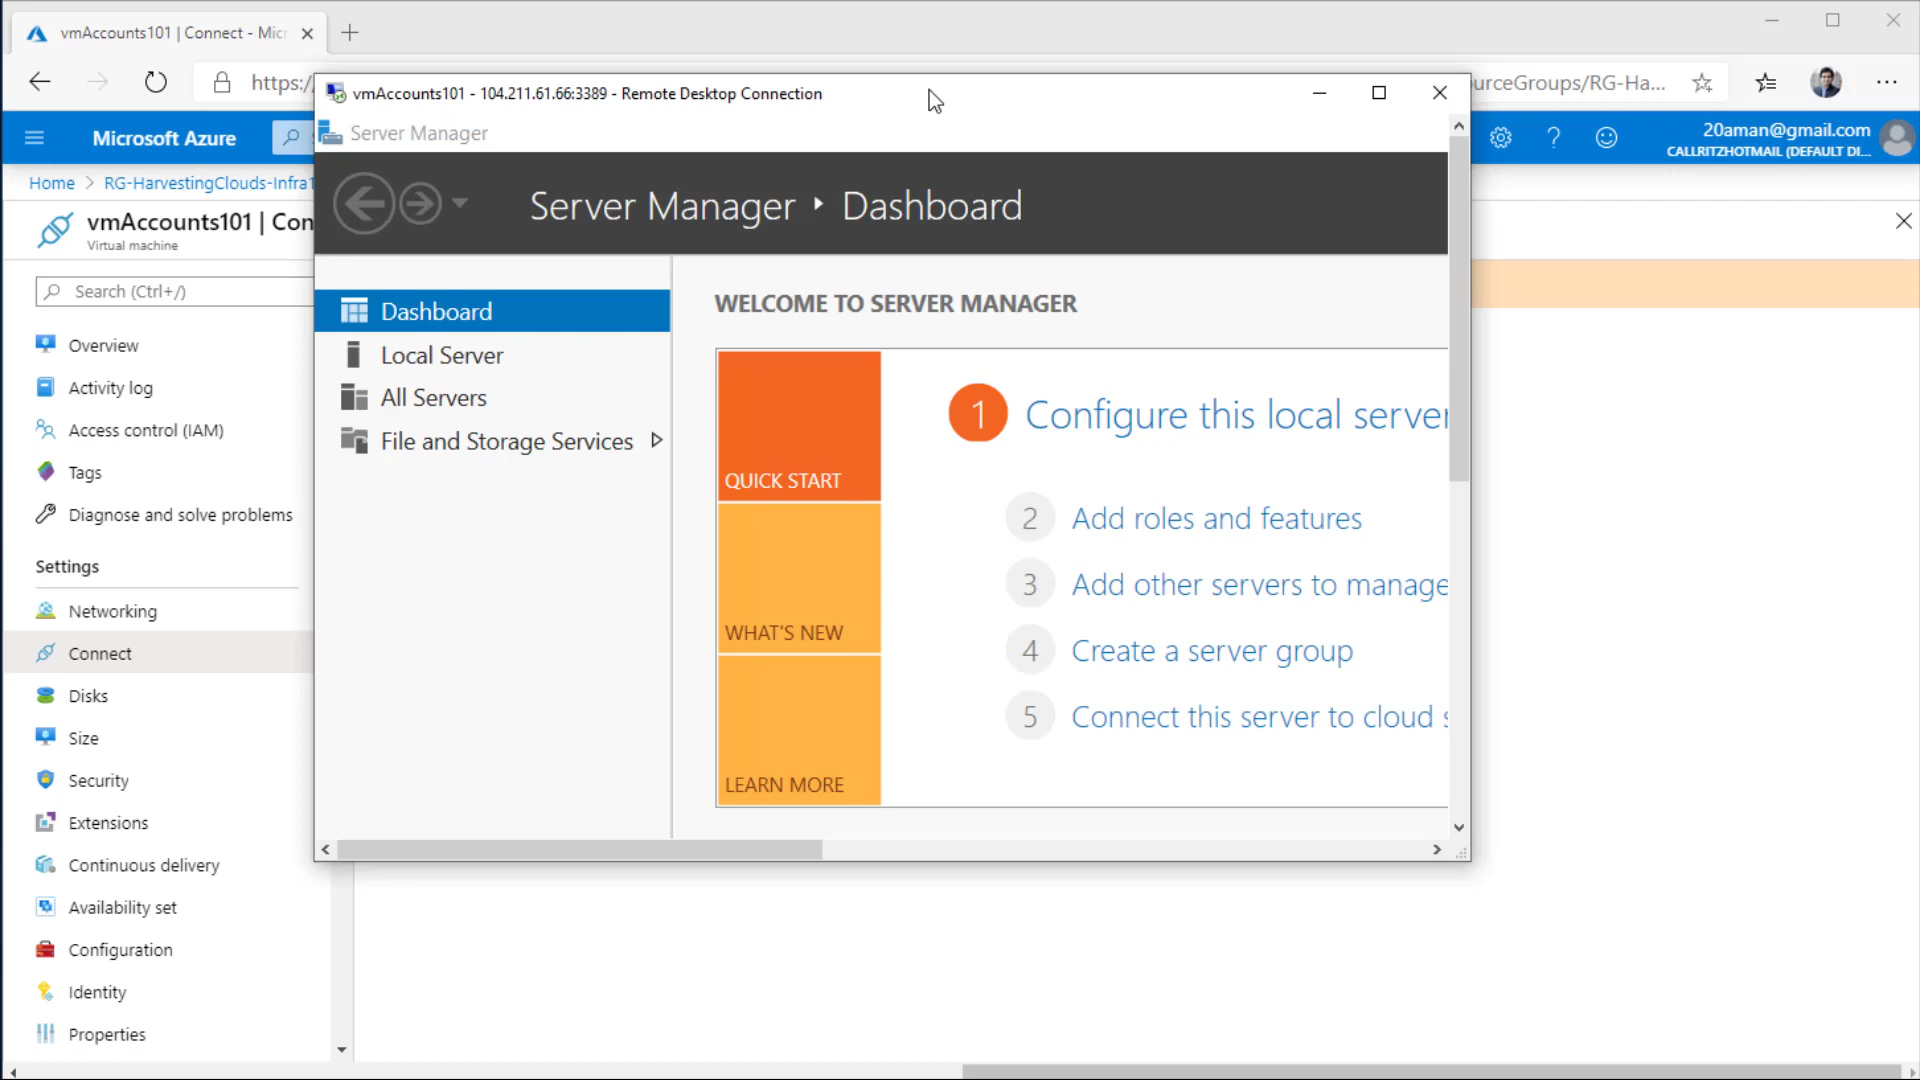 vmAccounts101 | Connect - Micr
https:/
urceGroups/RG-Ha...
vmAccounts101 - 104.211.61.66:3389 - Remote Desktop Connection
Microsoft Azure
20aman@gmail.com
CALLRITZHOTMAIL (DEFAULT DI...
Home > RG-HarvestingClouds-Infra1
vmAccounts101 | Con
Virtual machine
Search (Ctrl+/)
Overview
Activity log
Access control (IAM)
Tags
Diagnose and solve problems
Settings
Networking
Connect
Disks
Size
Security
Extensions
Continuous delivery
Availability set
Configuration
Identity
Properties
Server Manager
Server Manager ▸ Dashboard
Dashboard
Local Server
All Servers
File and Storage Services
WELCOME TO SERVER MANAGER
QUICK START
WHAT'S NEW
LEARN MORE
1 Configure this local server
2 Add roles and features
3 Add other servers to manage
4 Create a server group
5 Connect this server to cloud s